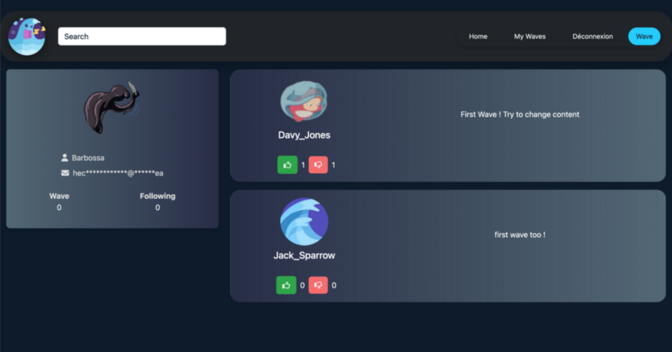 Search
Home
My Waves
Déconnexion
Wave
Barbossa
hec************@******ea
Wave
Following
0
0
Davy_Jones
1
1
First Wave ! Try to change content
Jack_Sparrow
0
0
first wave too !